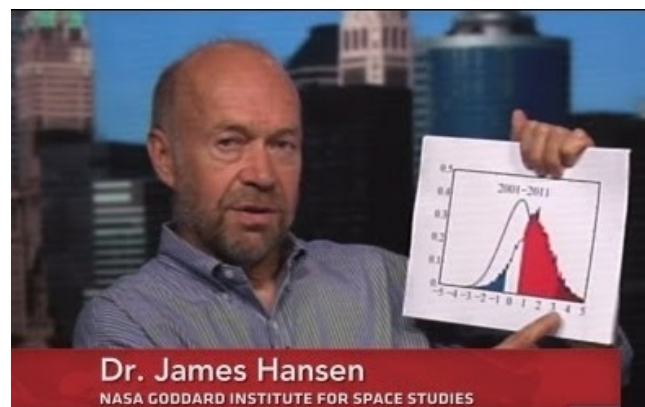 0.5
2001-2011
0.4
0.3
0.2
0.1
0
-5 -4 -3 -2 -1 0 1 2 3 4 5
Dr. James Hansen
NASA GODDARD INSTITUTE FOR SPACE STUDIES